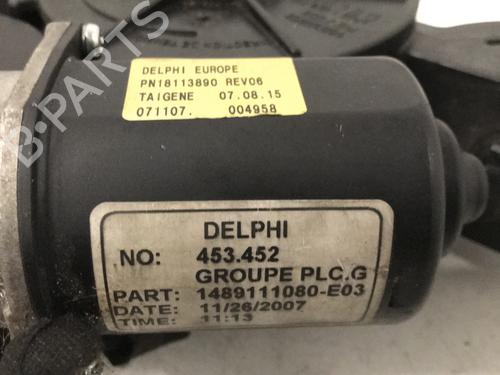 DELPHI EUROPE
PN18113890 REV06
TAIGENE 07.08.15
071107. 004958
DELPHI
NO: 453.452
GROUPE PLC.G
PART: 1489111080-E03
DATE: 11/26/2007
TIME: 11:13